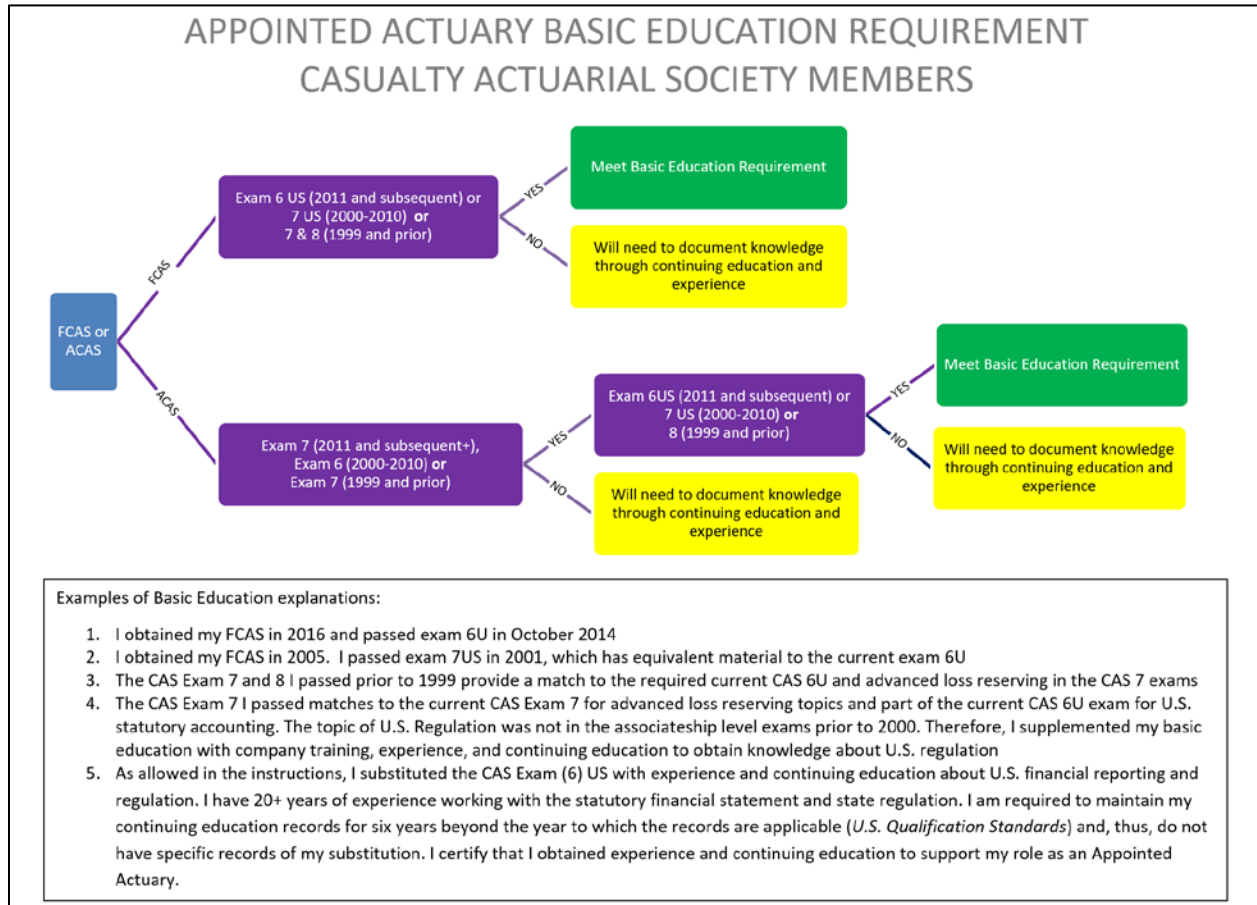 APPOINTED ACTUARY BASIC EDUCATION REQUIREMENT
CASUALTY ACTUARIAL SOCIETY MEMBERS
FCAS or
ACAS
FCAS
Exam 6 US (2011 and subsequent) or
7 US (2000-2010) or
7 & 8 (1999 and prior)
YES
Meet Basic Education Requirement
NO
Will need to document knowledge
through continuing education and
experience
ACAS
Exam 7 (2011 and subsequent+),
Exam 6 (2000-2010) or
Exam 7 (1999 and prior)
YES
Exam 6US (2011 and subsequent) or
7 US (2000-2010) or
8 (1999 and prior)
YES
Meet Basic Education Requirement
NO
Will need to document knowledge
through continuing education and
experience
NO
Will need to document knowledge
through continuing education and
experience
Examples of Basic Education explanations:
1. I obtained my FCAS in 2016 and passed exam 6U in October 2014
2. I obtained my FCAS in 2005. I passed exam 7US in 2001, which has equivalent material to the current exam 6U
3. The CAS Exam 7 and 8 I passed prior to 1999 provide a match to the required current CAS 6U and advanced loss reserving in the CAS 7 exams
4. The CAS Exam 7 I passed matches to the current CAS Exam 7 for advanced loss reserving topics and part of the current CAS 6U exam for U.S.
statutory accounting. The topic of U.S. Regulation was not in the associateship level exams prior to 2000. Therefore, I supplemented my basic
education with company training, experience, and continuing education to obtain knowledge about U.S. regulation
5. As allowed in the instructions, I substituted the CAS Exam (6) US with experience and continuing education about U.S. financial reporting and
regulation. I have 20+ years of experience working with the statutory financial statement and state regulation. I am required to maintain my
continuing education records for six years beyond the year to which the records are applicable (U.S. Qualification Standards) and, thus, do not
have specific records of my substitution. I certify that I obtained experience and continuing education to support my role as an Appointed
Actuary.